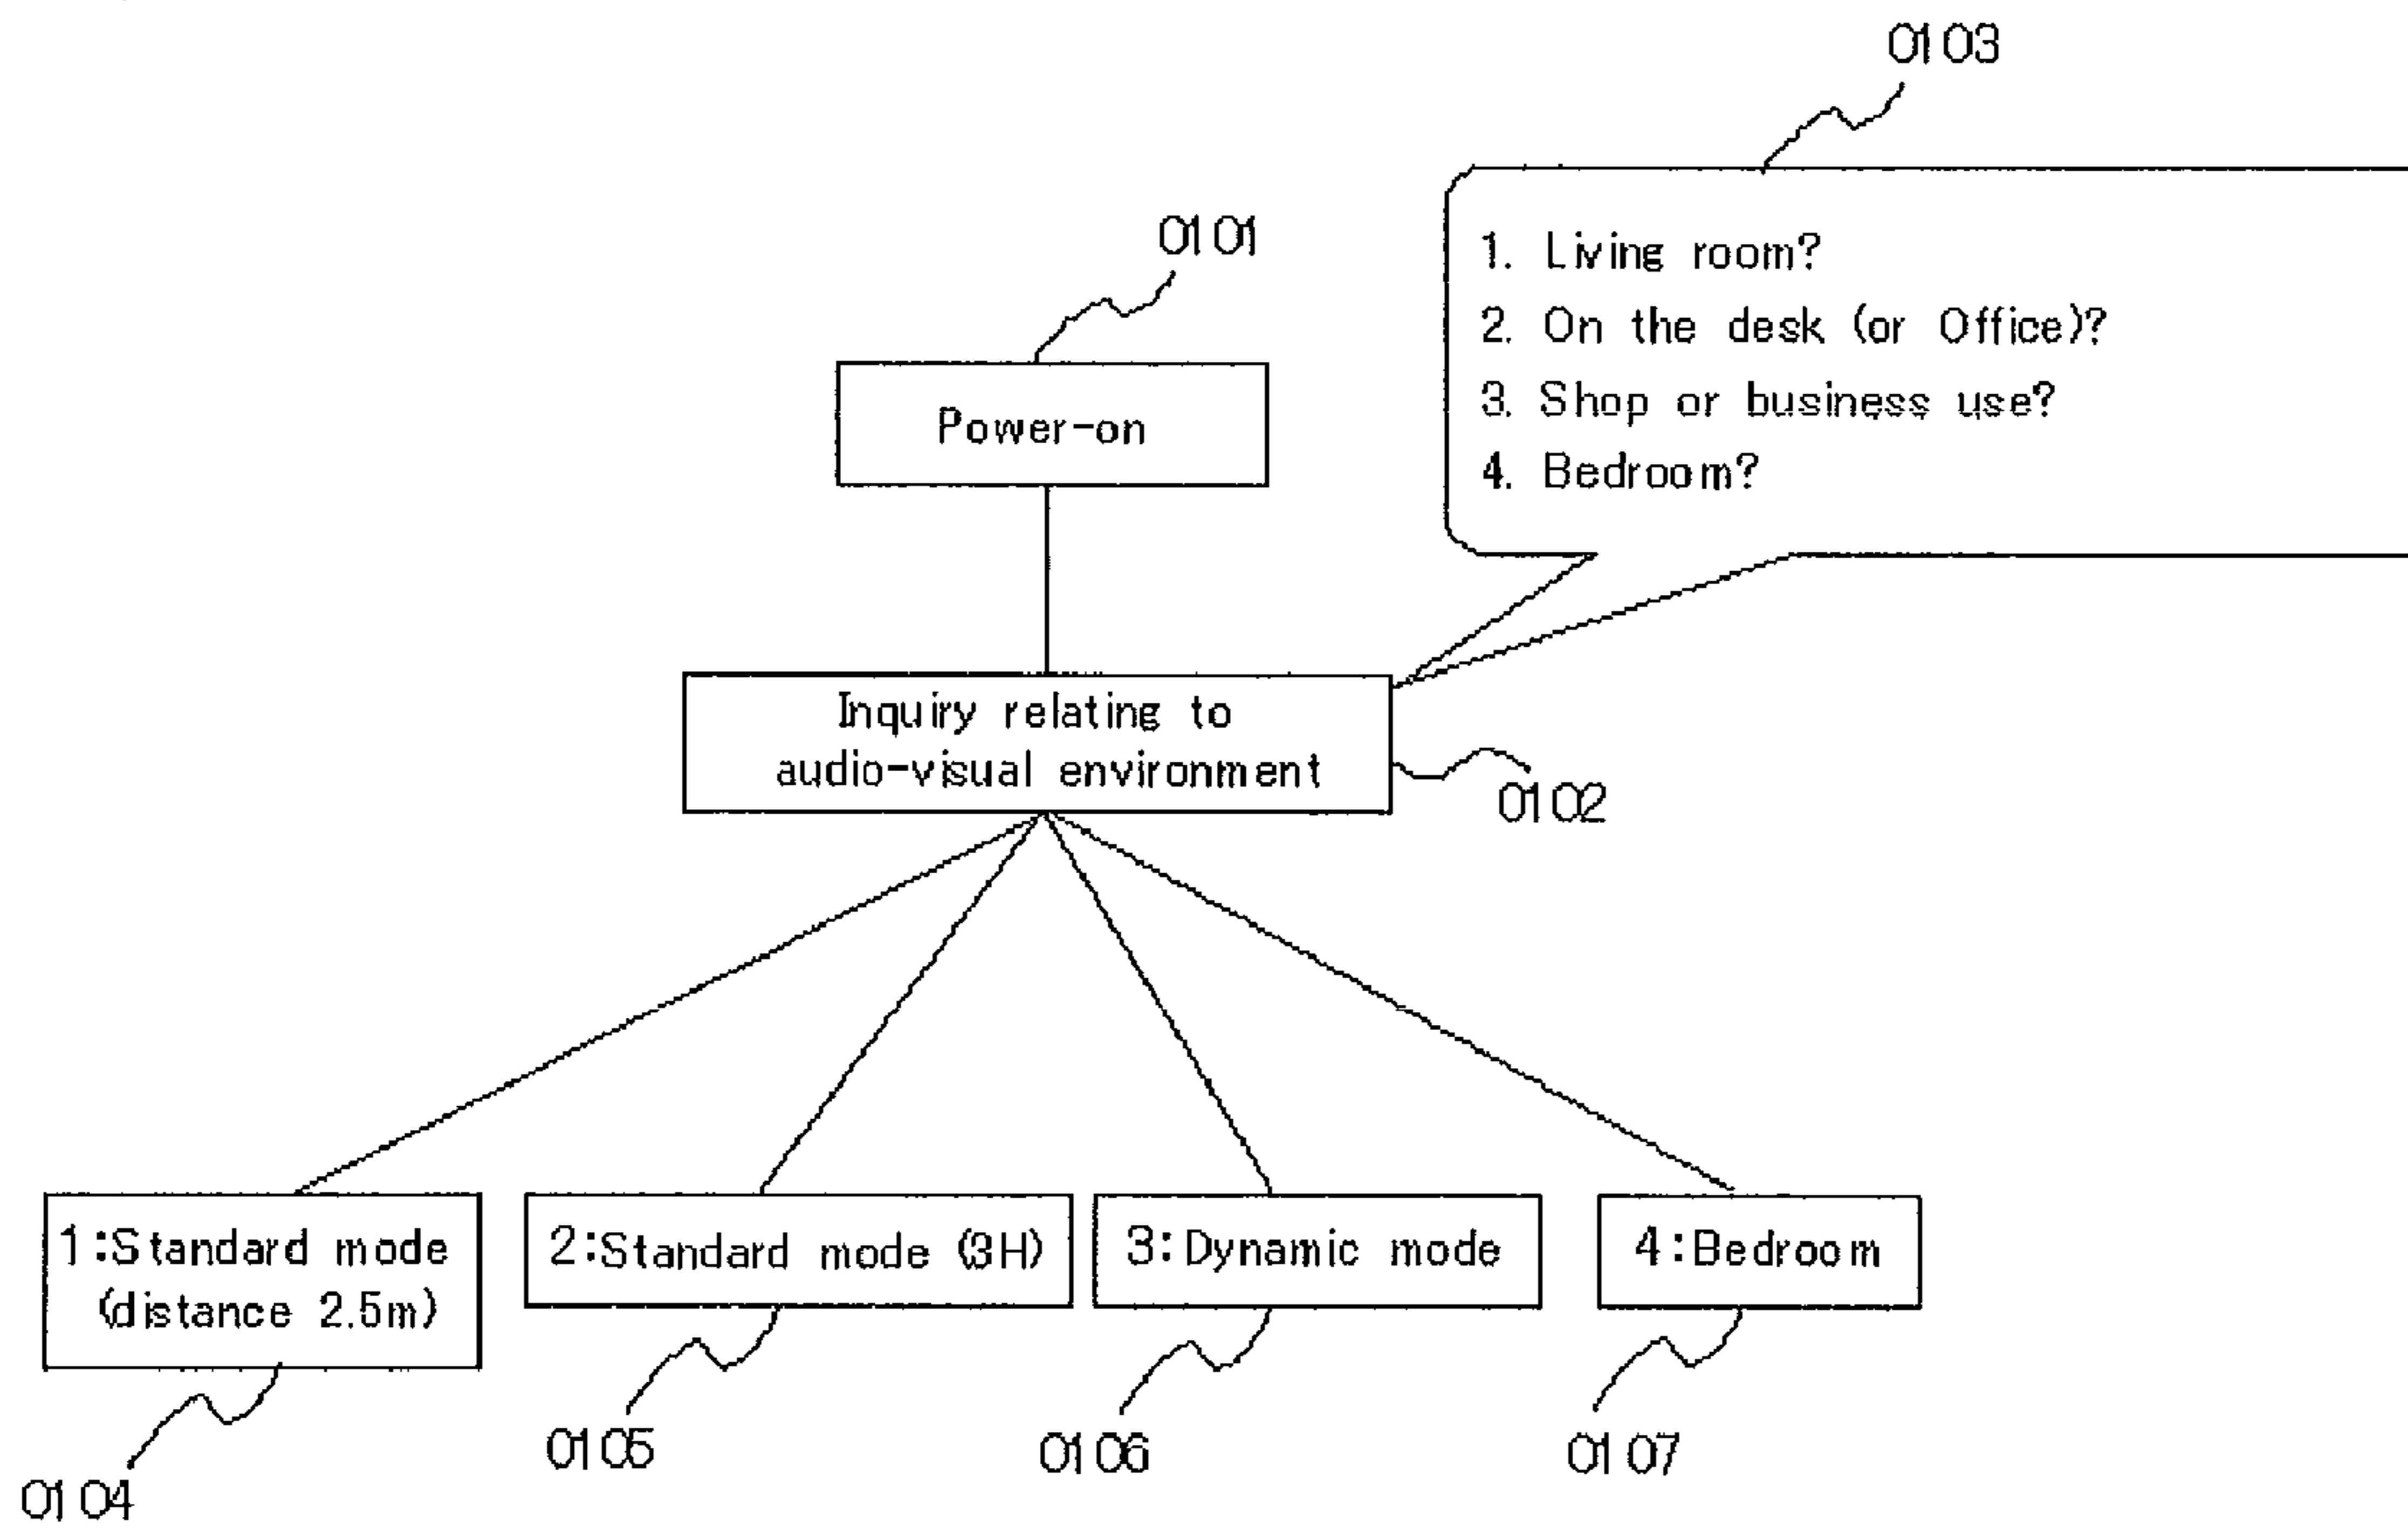 0103
0101
1. Living room?
2. On the desk (or Office)?
3. Shop or business use?
4. Bedroom?
Power-on
Inquiry relating to
audio-visual environment
0102
1:Standard mode
(distance 2.5m)
2:Standard mode (3H)
3:Dynamic mode
4:Bedroom
0104
0105
0106
0107